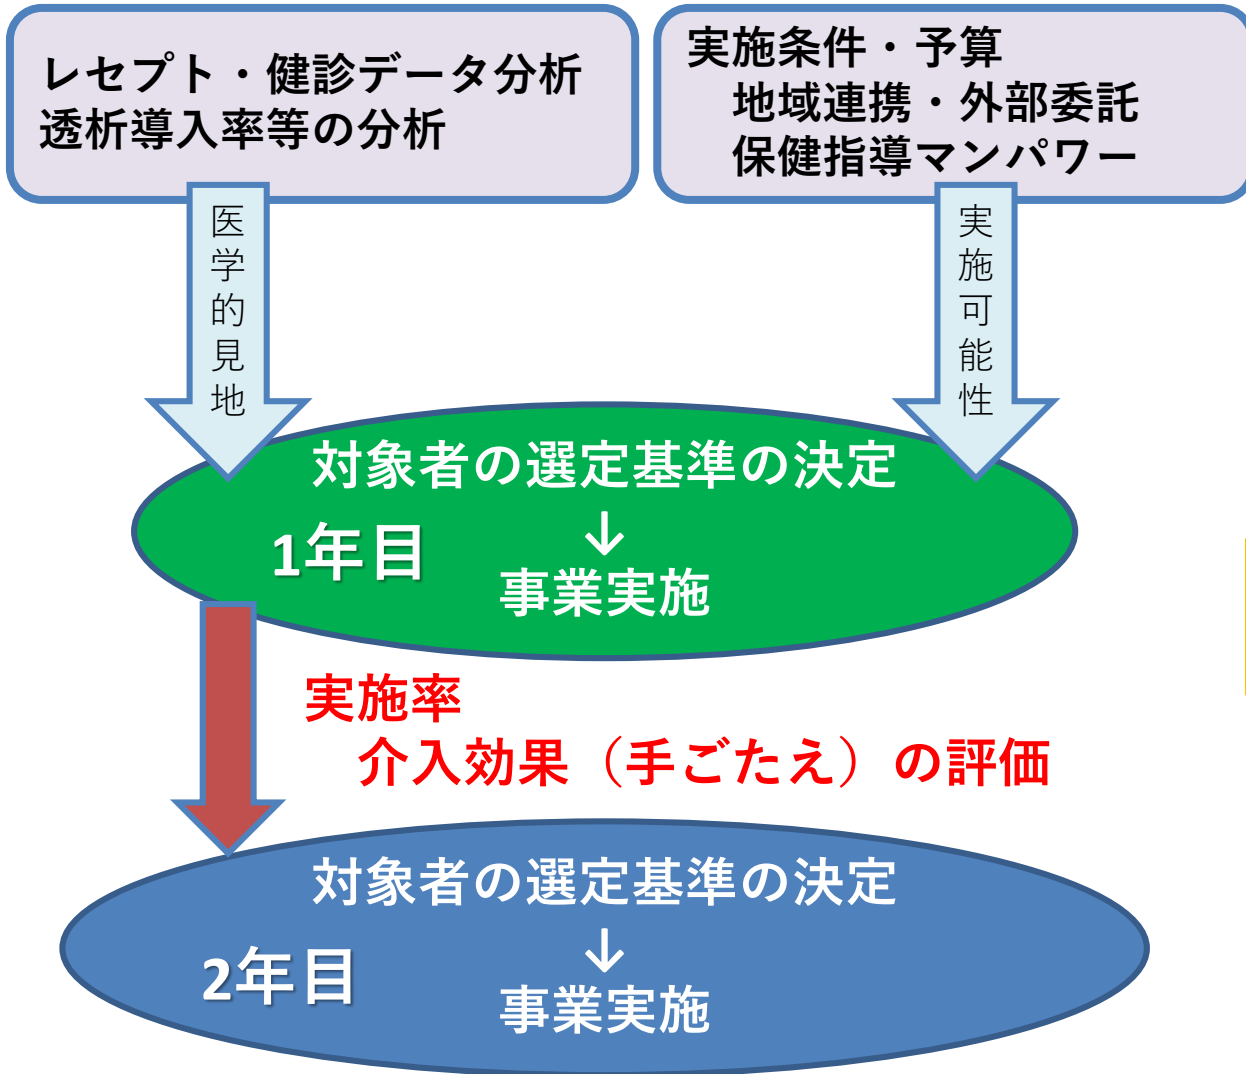 レセプト・健診データ分析
透析導入率等の分析
実施条件・予算
地域連携・外部委託
保健指導マンパワー
医学的見地
実施可能性
対象者の選定基準の決定
↓
1年目
事業実施
実施率
介入効果（手ごたえ）の評価
対象者の選定基準の決定
↓
2年目
事業実施